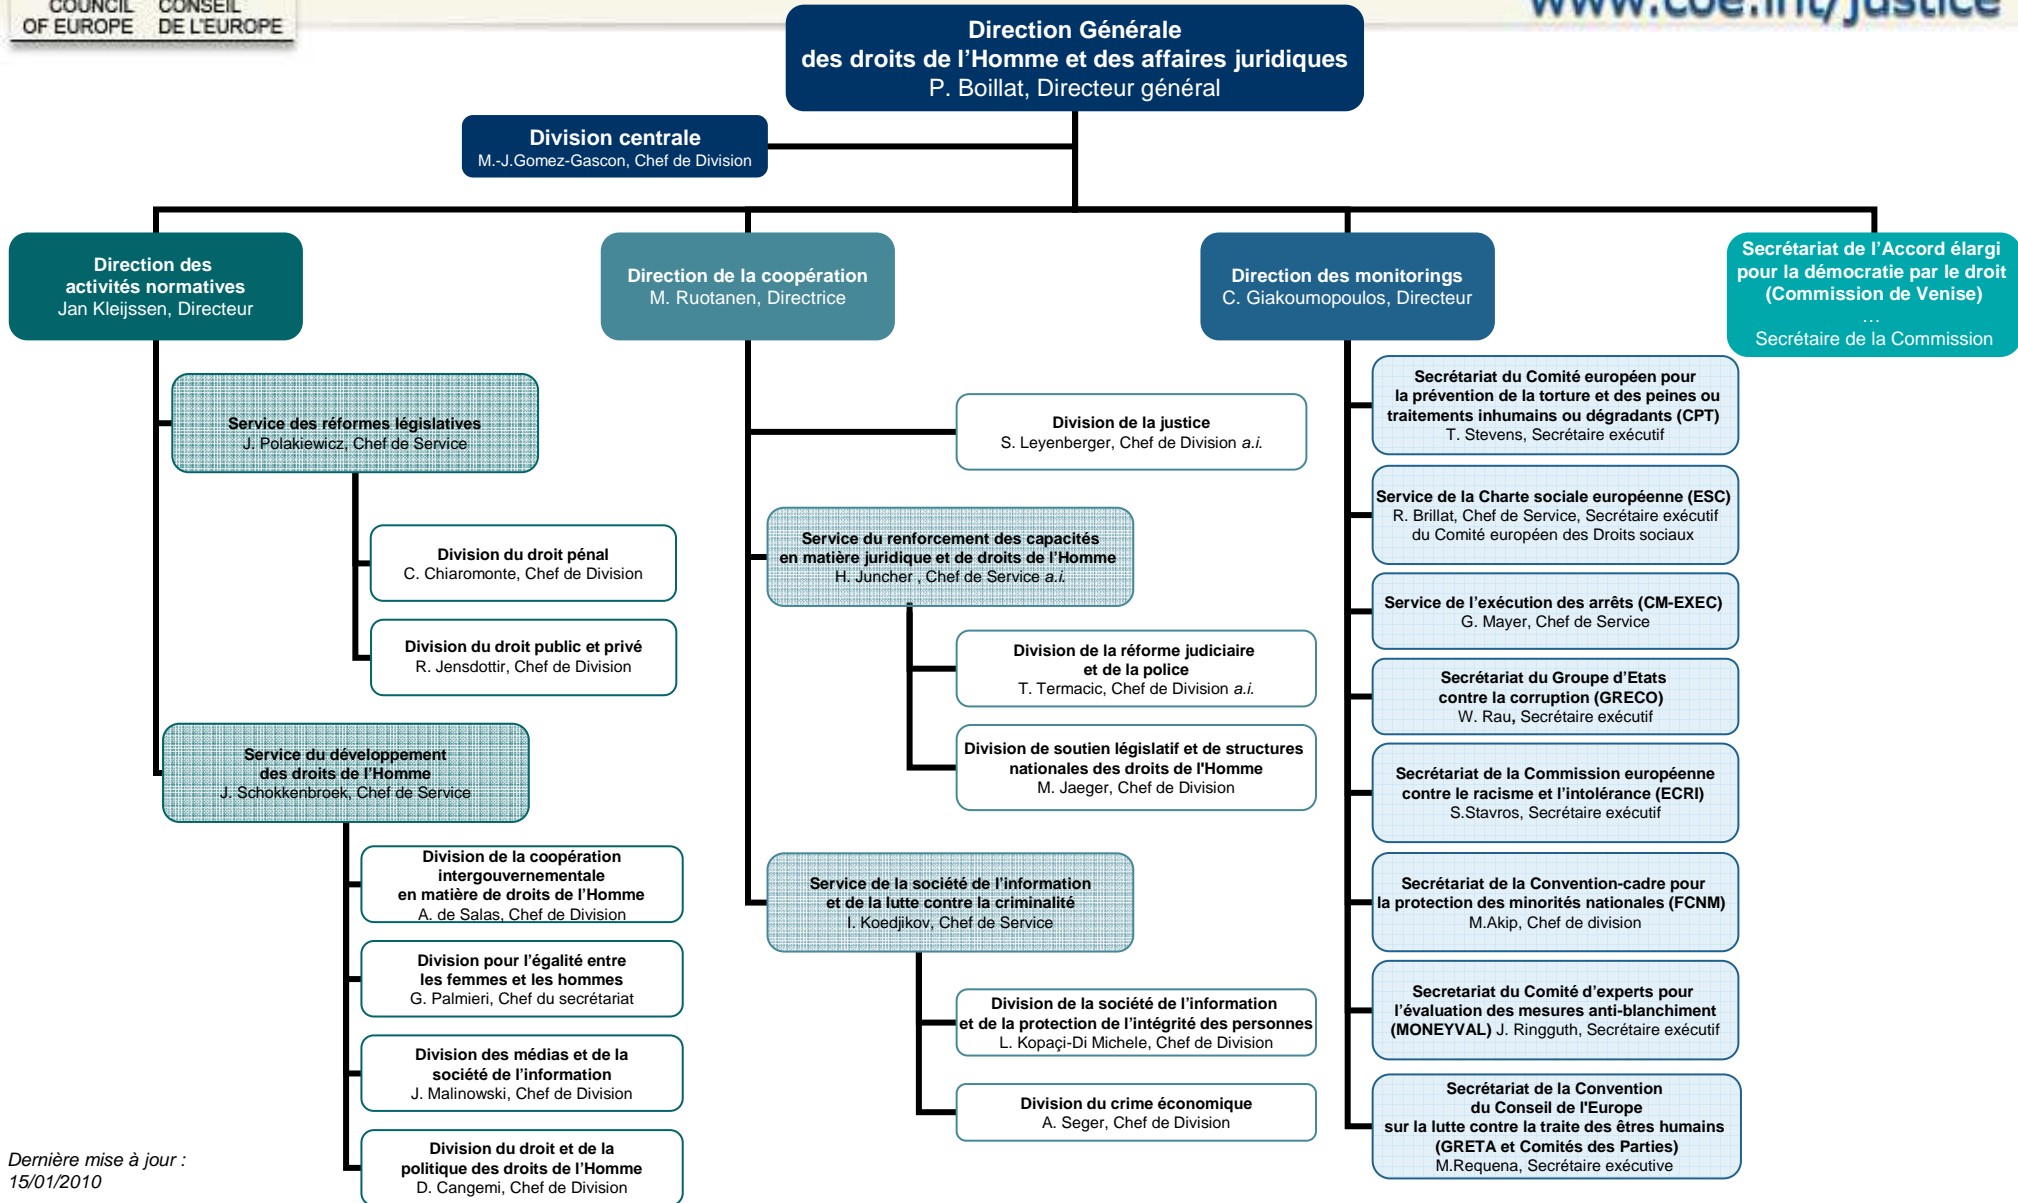 COUNCIL CONSEIL
OF EUROPE DE L'EUROPE
www.coe.int/justice
Direction Générale
des droits de l’Homme et des affaires juridiques
P. Boillat, Directeur général
Division centrale
M.-J.Gomez-Gascon, Chef de Division
Direction des
activités normatives
Jan Kleijssen, Directeur
Direction de la coopération
M. Ruotanen, Directrice
Direction des monitorings
C. Giakoumopoulos, Directeur
Secrétariat de l’Accord élargi
pour la démocratie par le droit
(Commission de Venise)
…
Secrétaire de la Commission
Service des réformes législatives
J. Polakiewicz, Chef de Service
Division du droit pénal
C. Chiaromonte, Chef de Division
Division du droit public et privé
R. Jensdottir, Chef de Division
Service du développement
des droits de l’Homme
J. Schokkenbroek, Chef de Service
Division de la coopération
intergouvernementale
en matière de droits de l’Homme
A. de Salas, Chef de Division
Division pour l’égalité entre
les femmes et les hommes
G. Palmieri, Chef du secrétariat
Division des médias et de la
société de l’information
J. Malinowski, Chef de Division
Division du droit et de la
politique des droits de l’Homme
D. Cangemi, Chef de Division
Division de la justice
S. Leyenberger, Chef de Division a.i.
Service du renforcement des capacités
en matière juridique et de droits de l’Homme
H. Juncher , Chef de Service a.i.
Division de la réforme judiciaire
et de la police
T. Termacic, Chef de Division a.i.
Division de soutien législatif et de structures
nationales des droits de l'Homme
M. Jaeger, Chef de Division
Service de la société de l’information
et de la lutte contre la criminalité
I. Koedjikov, Chef de Service
Division de la société de l’information
et de la protection de l’intégrité des personnes
L. Kopaçi-Di Michele, Chef de Division
Division du crime économique
A. Seger, Chef de Division
Secrétariat du Comité européen pour
la prévention de la torture et des peines ou
traitements inhumains ou dégradants (CPT)
T. Stevens, Secrétaire exécutif
Service de la Charte sociale européenne (ESC)
R. Brillat, Chef de Service, Secrétaire exécutif
du Comité européen des Droits sociaux
Service de l’exécution des arrêts (CM-EXEC)
G. Mayer, Chef de Service
Secrétariat du Groupe d’Etats
contre la corruption (GRECO)
W. Rau, Secrétaire exécutif
Secrétariat de la Commission européenne
contre le racisme et l’intolérance (ECRI)
S.Stavros, Secrétaire exécutif
Secrétariat de la Convention-cadre pour
la protection des minorités nationales (FCNM)
M.Akip, Chef de division
Secretariat du Comité d’experts pour
l’évaluation des mesures anti-blanchiment
(MONEYVAL) J. Ringguth, Secrétaire exécutif
Secrétariat de la Convention
du Conseil de l'Europe
sur la lutte contre la traite des êtres humains
(GRETA et Comités des Parties)
M.Requena, Secrétaire exécutive
Dernière mise à jour :
15/01/2010